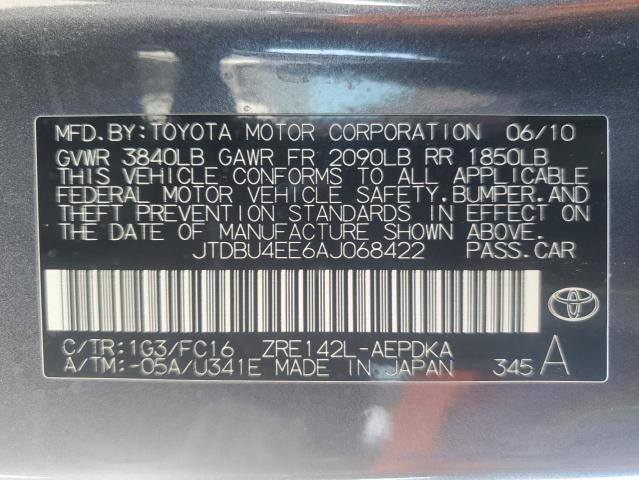 MFD.BY:TOYOTA MOTOR CORPORATION 06/10
GVWR 3840LB GAWR FR 2090LB RR 1850LB
THIS VEHICLE CONFORMS TO ALL APPLICABLE
FEDERAL MOTOR VEHICLE SAFETY,BUMPER,AND
THEFT PREVENTION STANDARDS IN EFFECT ON
THE DATE OF MANUFACTURE SHOWN ABOVE.
JTDBU4EE6AJ068422 PASS.CAR
C/TR:1G3/FC16 ZRE142L-AEPDKA
A/TM:-05A/U341E MADE IN JAPAN 345 A